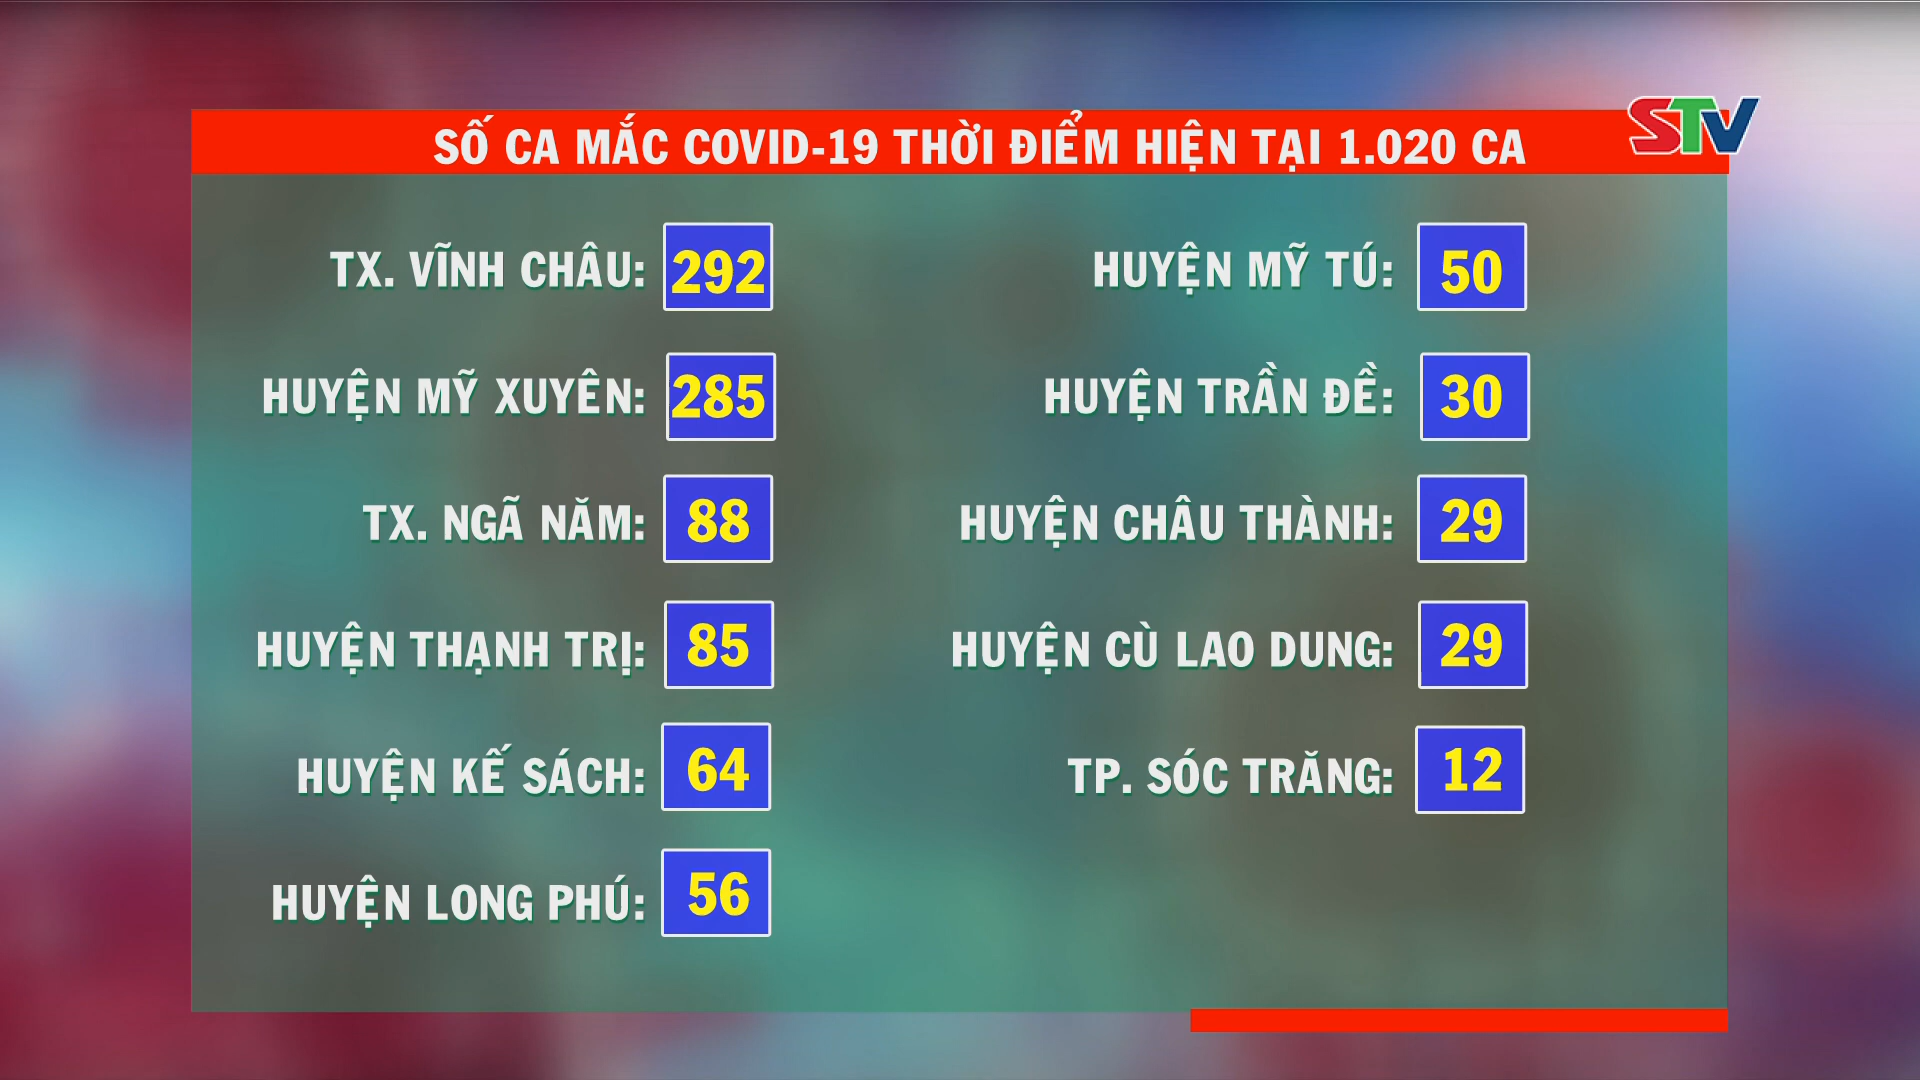 SỐ CA MẮC COVID-19 THỜI ĐIỂM HIỆN TẠI 1.020 CA
STV
TX. VĨNH CHÂU: 292
HUYỆN MỸ XUYÊN: 285
TX. NGÃ NĂM: 88
HUYỆN THẠNH TRỊ: 85
HUYỆN KẾ SÁCH: 64
HUYỆN LONG PHÚ: 56
HUYỆN MỸ TÚ: 50
HUYỆN TRẦN ĐỀ: 30
HUYỆN CHÂU THÀNH: 29
HUYỆN CÙ LAO DUNG: 29
TP. SÓC TRĂNG: 12